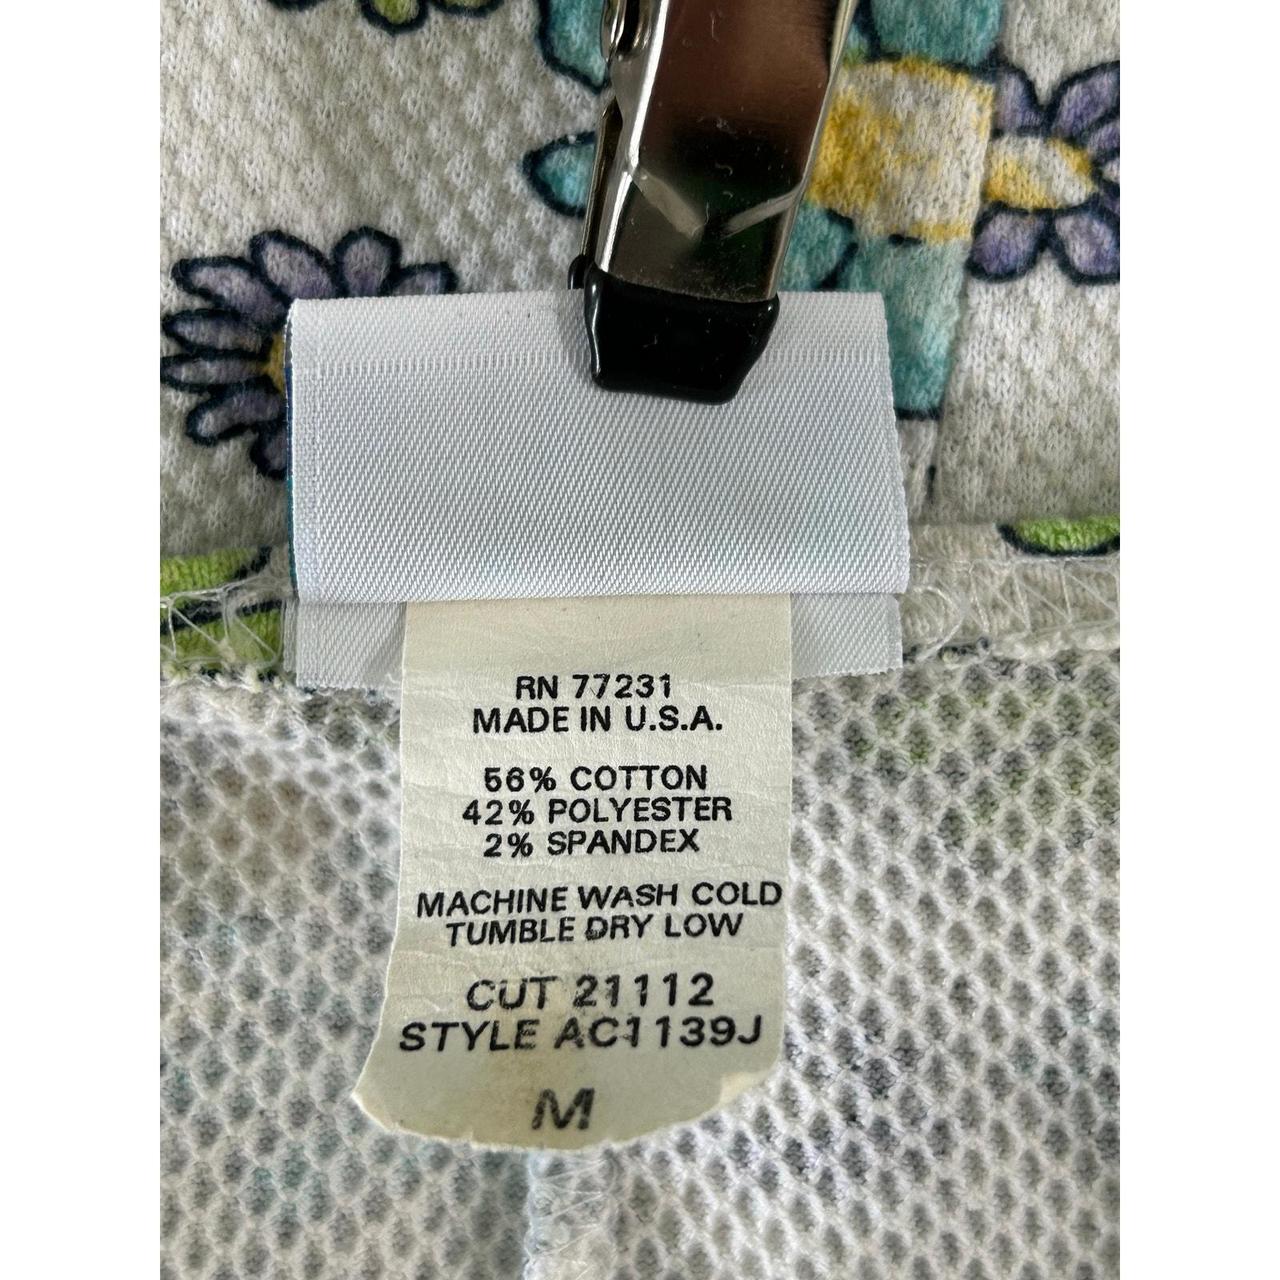 RN 77231
MADE IN U.S.A.
56% COTTON
42% POLYESTER
2% SPANDEX
MACHINE WASH COLD
TUMBLE DRY LOW
CUT 21112
STYLE AC1139J
M